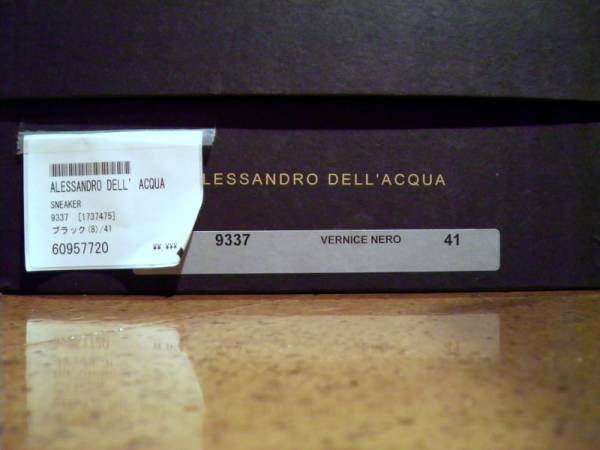 ALESSANDRO DELL' ACQUA
SNEAKER
9337 [1737475]
ブラック(8)/41
60957720 ¥¥,¥¥¥
LESSANDRO DELL'ACQUA
9337 VERNICE NERO 41